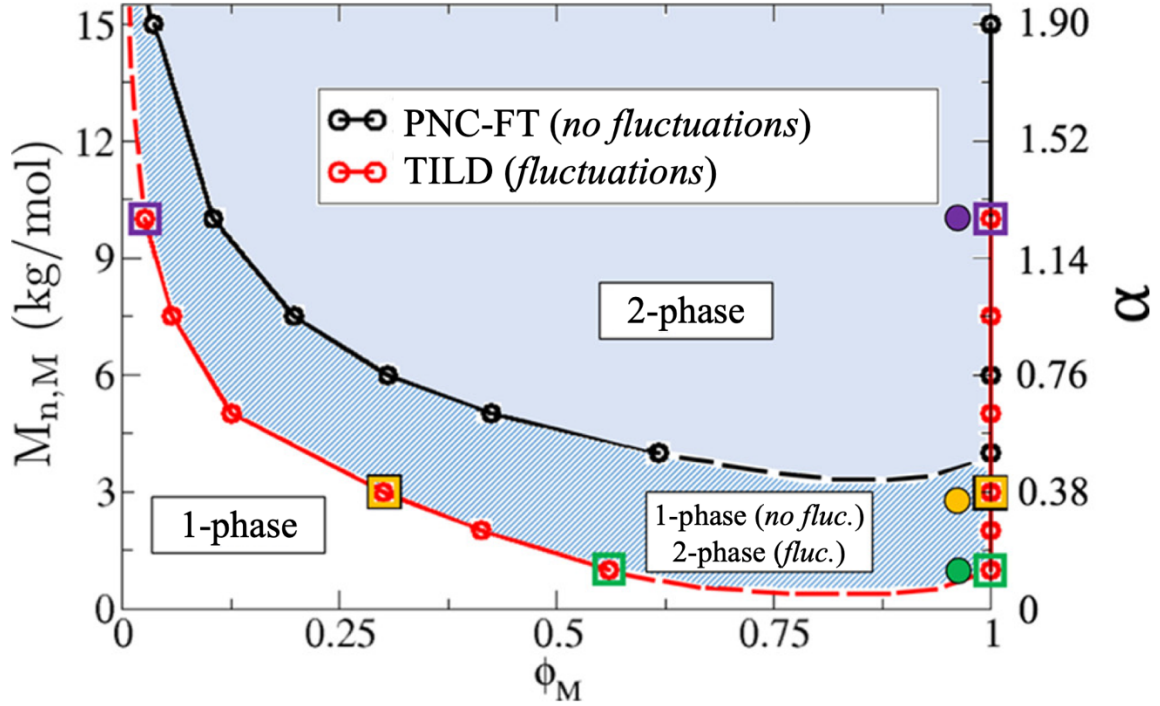 15
12
9
6
3
0
M_{n,M} (kg/mol)
PNC-FT (no fluctuations)
TILD (fluctuations)
2-phase
1-phase
1-phase (no fluc.)
2-phase (fluc.)
1.90
1.52
1.14
0.76
0.38
0
α
0
0.25
0.5
0.75
1
ϕ_M